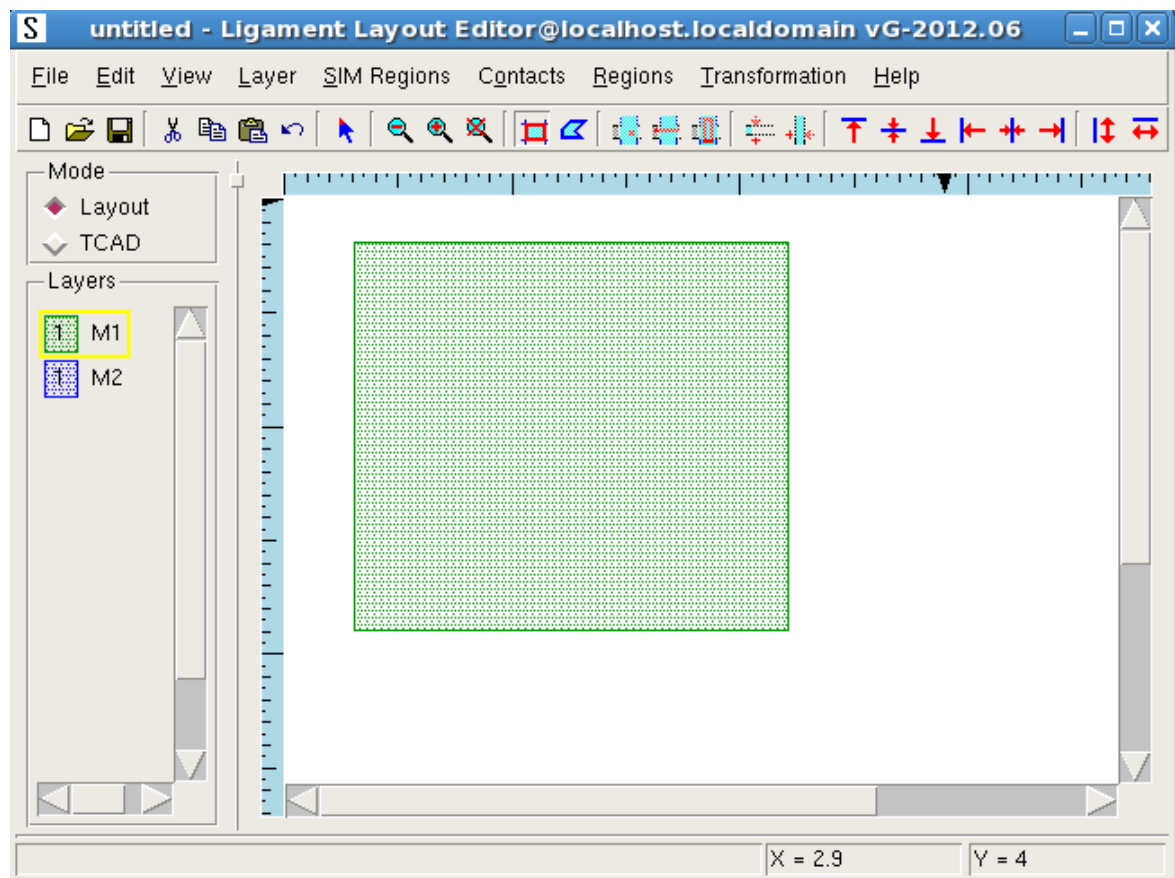 S untitled - Ligament Layout Editor@localhost.localdomain vG-2012.06
File Edit View Layer SIM Regions Contacts Regions Transformation Help
Mode
Layout
TCAD
Layers
1 M1
1 M2
X = 2.9 Y = 4